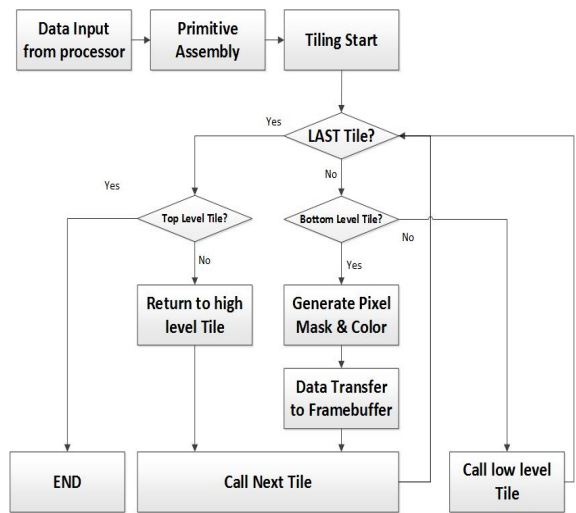 Data Input
from processor
Primitive
Assembly
Tiling Start
LAST Tile?
Yes
No
Top Level Tile?
Yes
No
Bottom Level Tile?
No
Yes
Return to high
level Tile
Generate Pixel
Mask & Color
Data Transfer
to Framebuffer
END
Call Next Tile
Call low level
Tile